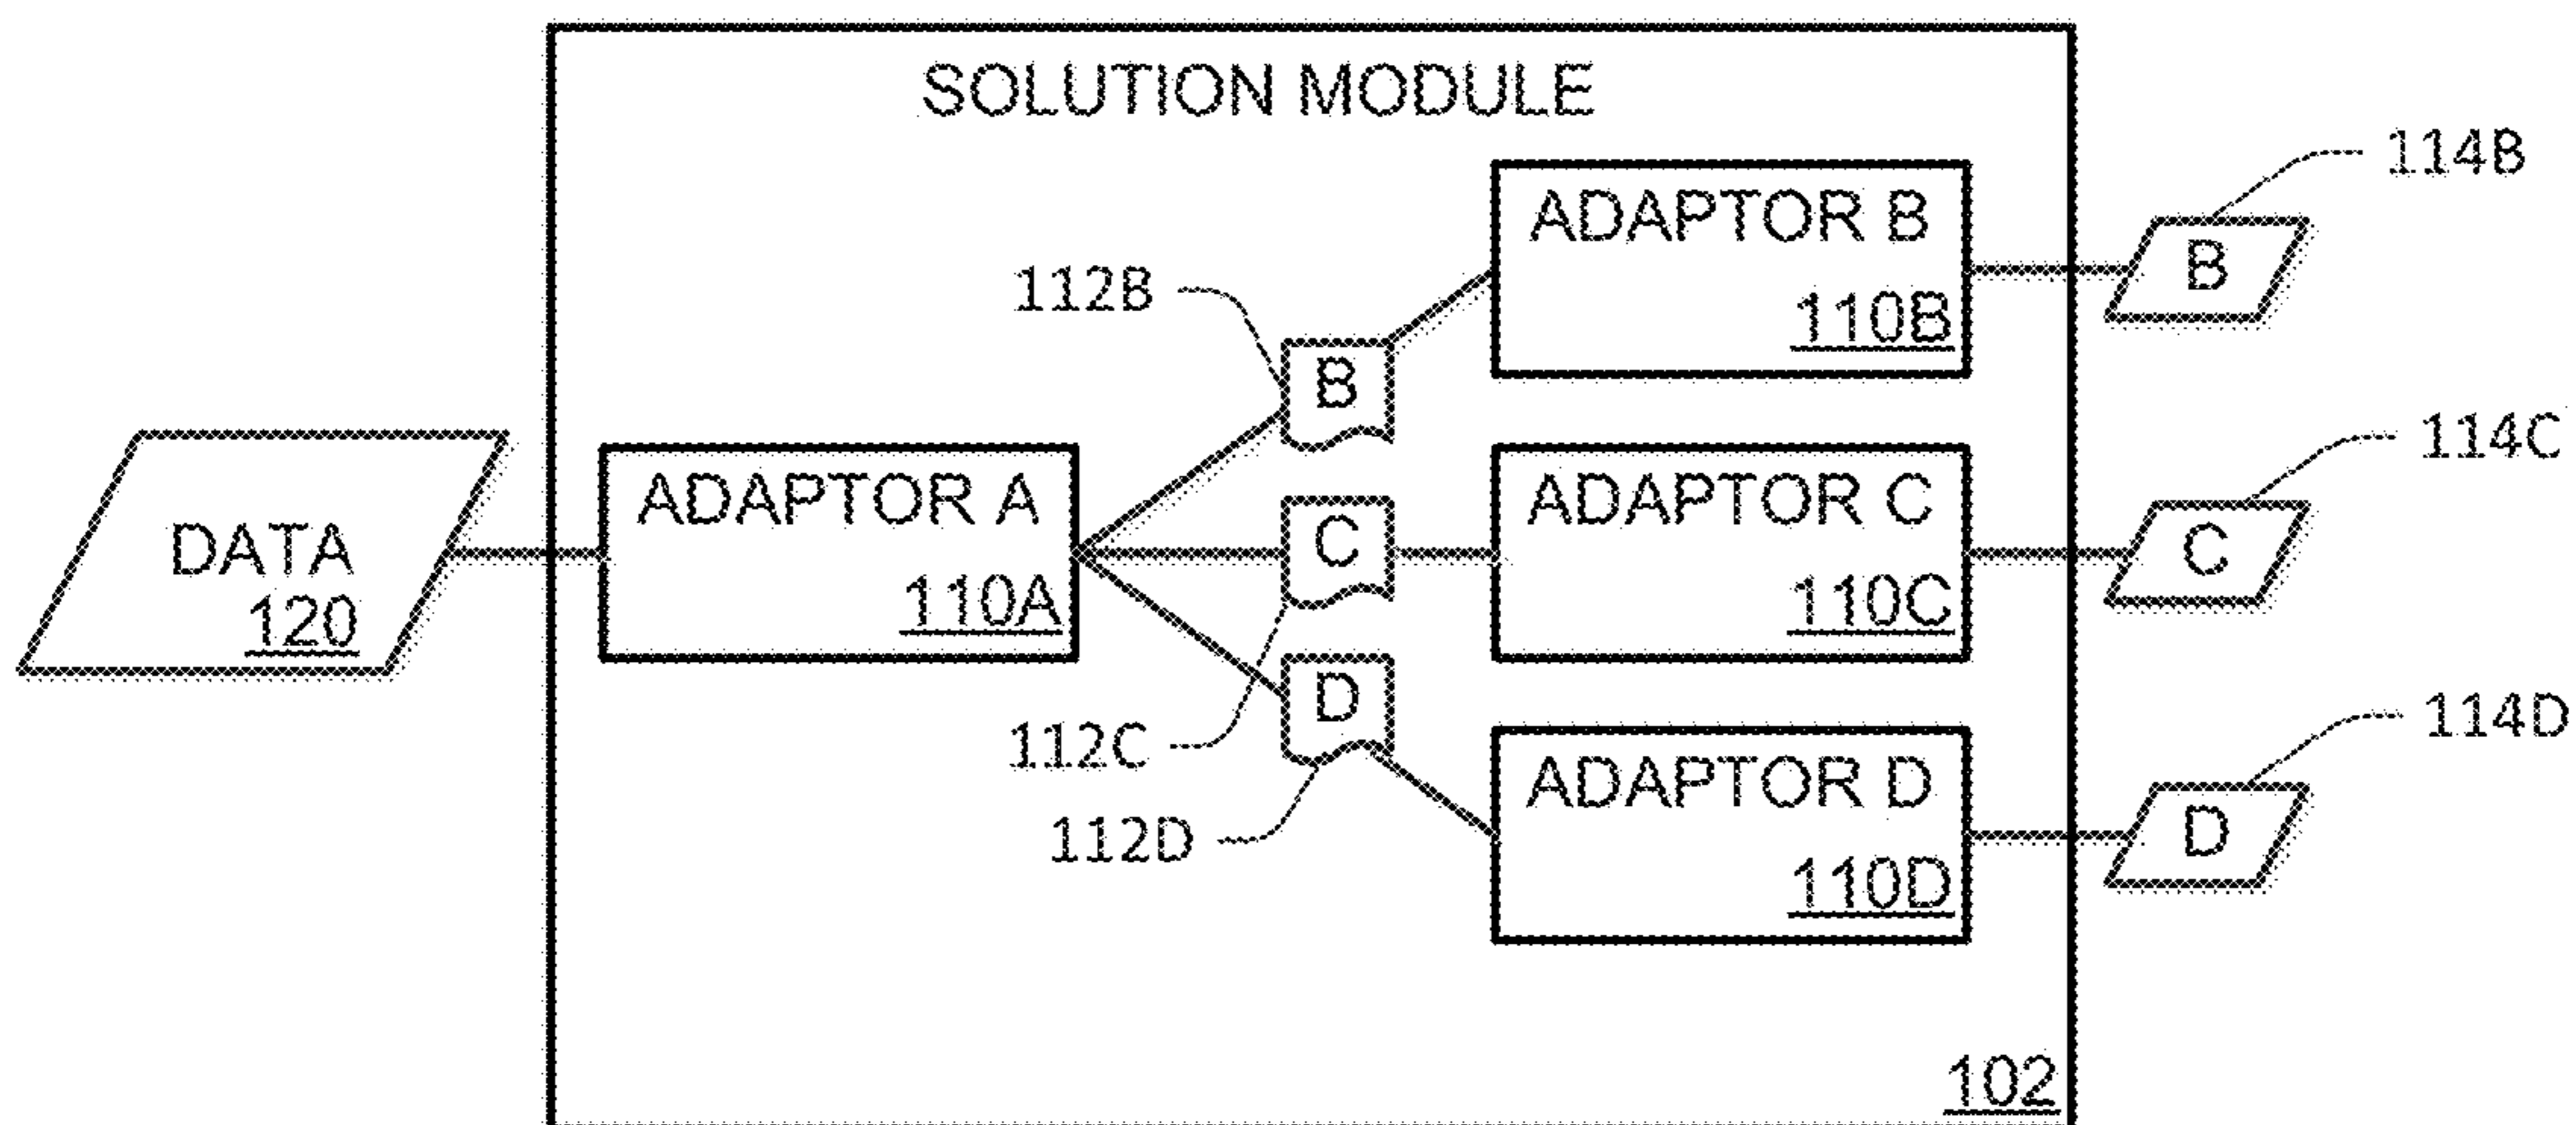 SOLUTION MODULE
114B
ADAPTOR B
B
112B
110B
B
114C
ADAPTOR A
ADAPTOR C
DATA
C
C
120
110A
110C
D
114D
112C
ADAPTOR D
112D
D
110D
102